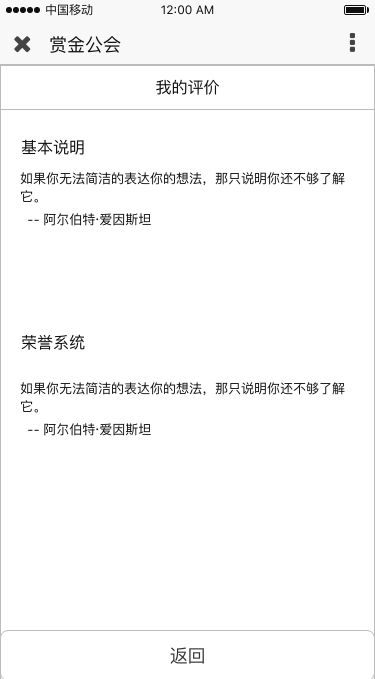 中国移动 12:00 AM
赏金公会
我的评价
基本说明
如果你无法简洁的表达你的想法，那只说明你还不够了解
它。
-- 阿尔伯特·爱因斯坦
荣誉系统
如果你无法简洁的表达你的想法，那只说明你还不够了解
它。
-- 阿尔伯特·爱因斯坦
返回